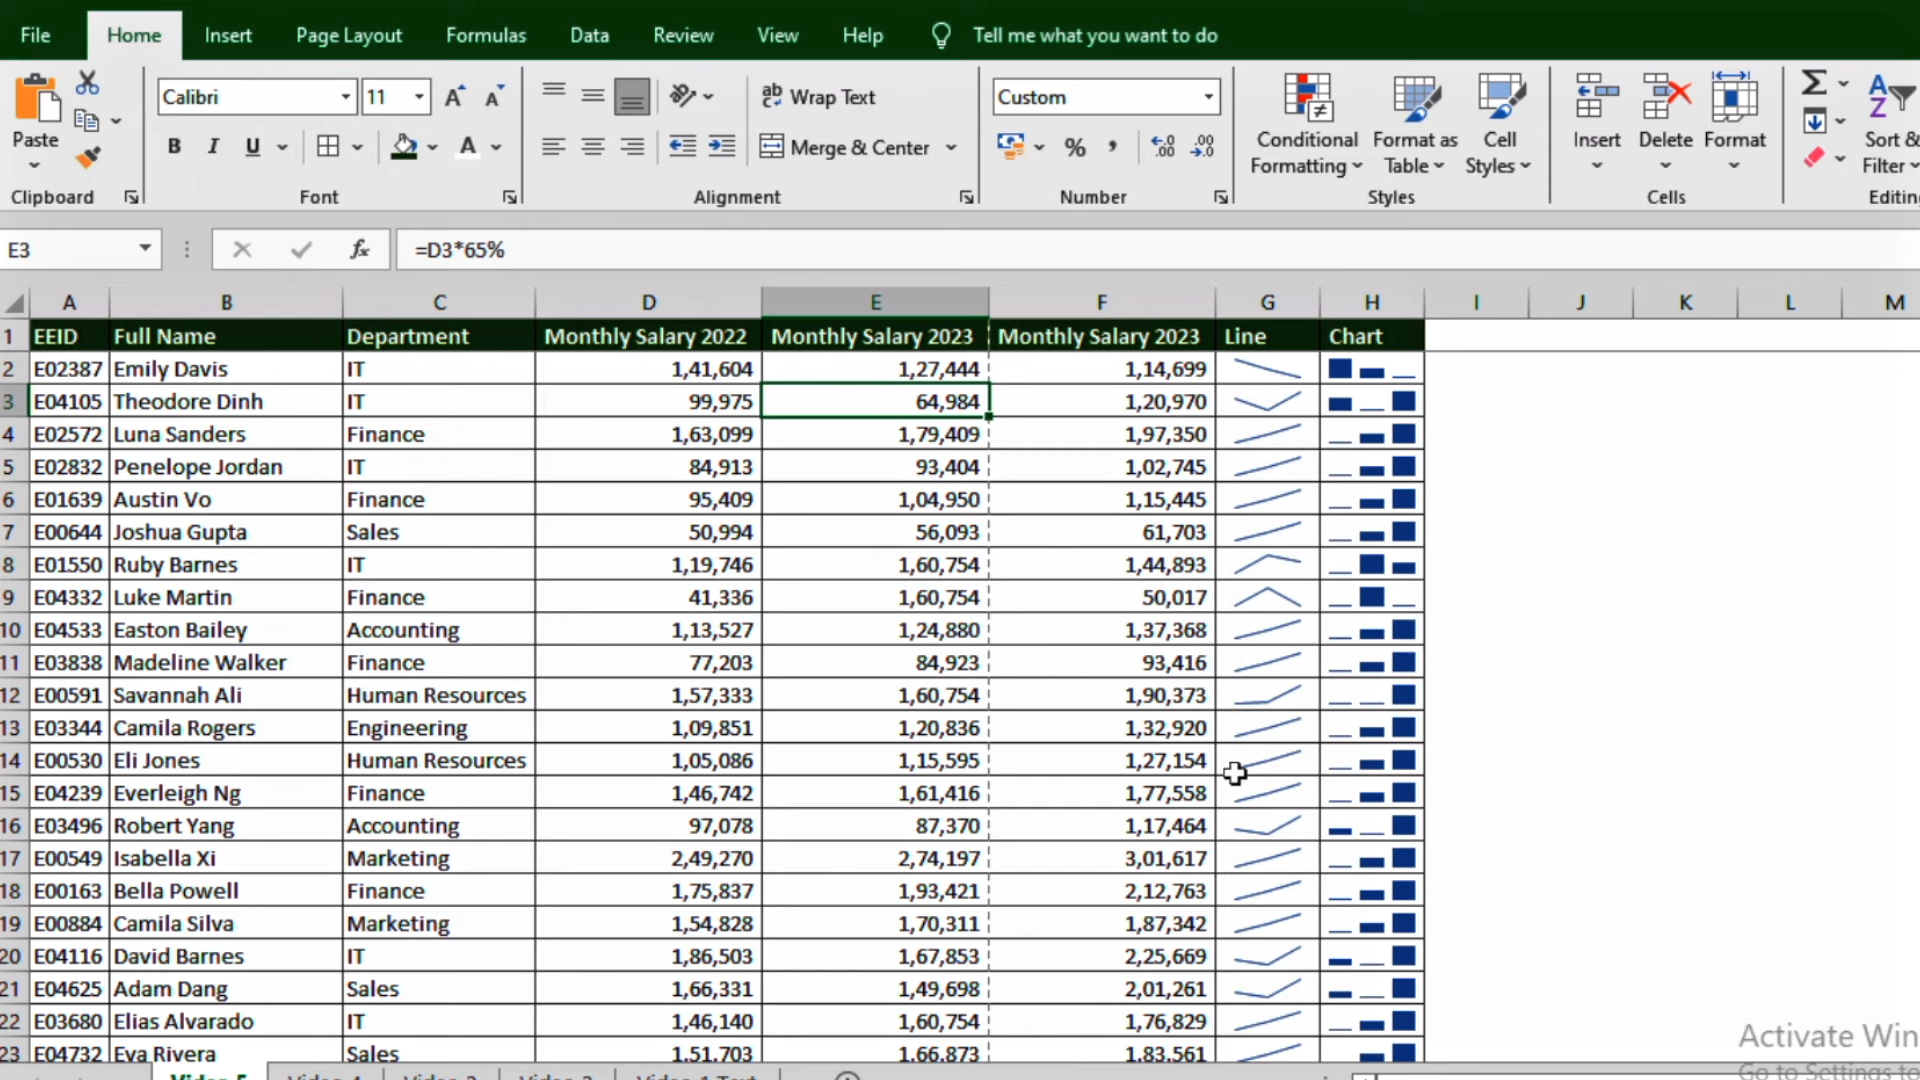 File Home Insert Page Layout Formulas Data Review View Help Tell me what you want to do
Calibri 11 Wrap Text Custom
Paste B I U A Merge & Center % , Conditional Formatting Format as Table Cell Styles Insert Delete Format Sort & Filter
Clipboard Font Alignment Number Styles Cells
E3 fx =D3*65%
A B C D E F G H I J K L M
1 EEID Full Name Department Monthly Salary 2022 Monthly Salary 2023 Monthly Salary 2023 Line Chart
2 E02387 Emily Davis IT 1,41,604 1,27,444 1,14,699
3 E04105 Theodore Dinh IT 99,975 64,984 1,20,970
4 E02572 Luna Sanders Finance 1,63,099 1,79,409 1,97,350
5 E02832 Penelope Jordan IT 84,913 93,404 1,02,745
6 E01639 Austin Vo Finance 95,409 1,04,950 1,15,445
7 E00644 Joshua Gupta Sales 50,994 56,093 61,703
8 E01550 Ruby Barnes IT 1,19,746 1,60,754 1,44,893
9 E04332 Luke Martin Finance 41,336 1,60,754 50,017
10 E04533 Easton Bailey Accounting 1,13,527 1,24,880 1,37,368
11 E03838 Madeline Walker Finance 77,203 84,923 93,416
12 E00591 Savannah Ali Human Resources 1,57,333 1,60,754 1,90,373
13 E03344 Camila Rogers Engineering 1,09,851 1,20,836 1,32,920
14 E00530 Eli Jones Human Resources 1,05,086 1,15,595 1,27,154
15 E04239 Everleigh Ng Finance 1,46,742 1,61,416 1,77,558
16 E03496 Robert Yang Accounting 97,078 87,370 1,17,464
17 E00549 Isabella Xi Marketing 2,49,270 2,74,197 3,01,617
18 E00163 Bella Powell Finance 1,75,837 1,93,421 2,12,763
19 E00884 Camila Silva Marketing 1,54,828 1,70,311 1,87,342
20 E04116 David Barnes IT 1,86,503 1,67,853 2,25,669
21 E04625 Adam Dang Sales 1,66,331 1,49,698 2,01,261
22 E03680 Elias Alvarado IT 1,46,140 1,60,754 1,76,829
23 E04732 Eva Rivera Sales 1,51,703 1,66,873 1,83,561
Activate Win
Go to Settings to